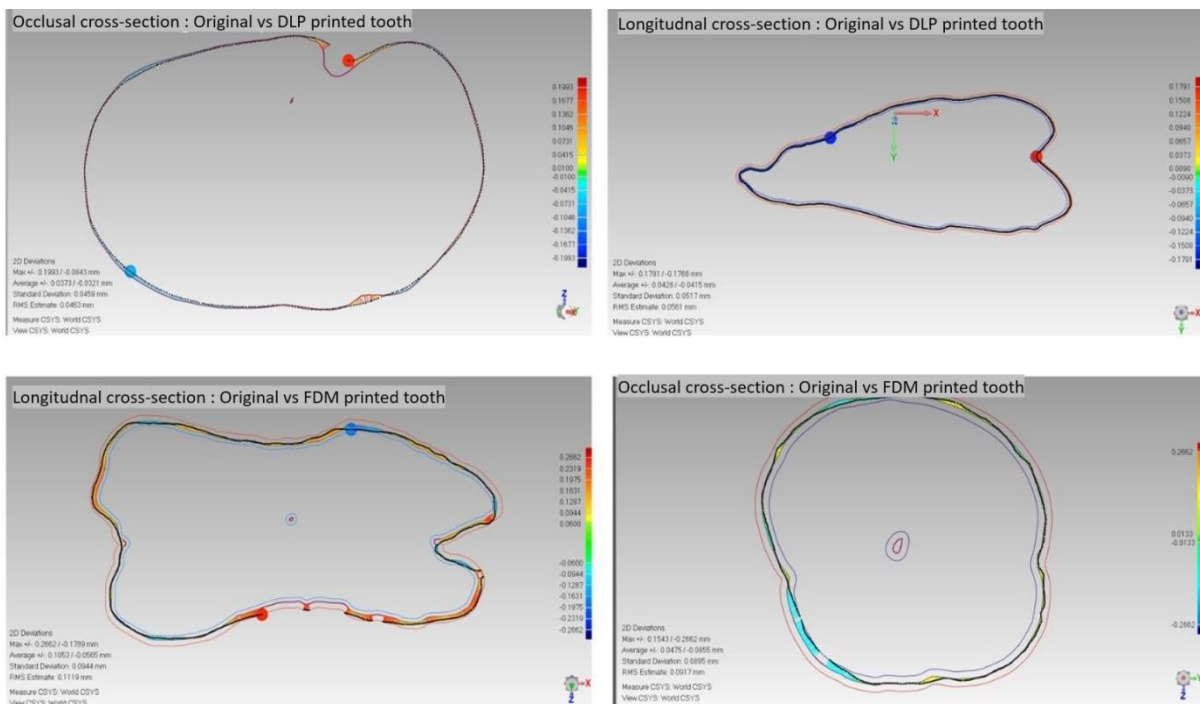 Occlusal cross-section : Original vs DLP printed tooth
0.1993
0.1677
0.1362
0.1046
0.0731
0.0415
0.0100
-0.0100
-0.0415
-0.0731
-0.1046
-0.1362
-0.1677
-0.1993
2D Deviations
Max +/-: 0.1993 / -0.0843 mm
Average +/-: 0.0373 / -0.0321 mm
Standard Deviation: 0.0459 mm
RMS Estimate: 0.0463 mm
Measure CSYS: World CSYS
View CSYS: World CSYS
Z
Longitudnal cross-section : Original vs DLP printed tooth
X
Y
0.1791
0.1508
0.1224
0.0940
0.0657
0.0373
0.0090
-0.0090
-0.0373
-0.0657
-0.0940
-0.1224
-0.1508
-0.1791
2D Deviations
Max +/-: 0.1791 / -0.1768 mm
Average +/-: 0.0428 / -0.0415 mm
Standard Deviation: 0.0517 mm
RMS Estimate: 0.0561 mm
Measure CSYS: World CSYS
View CSYS: World CSYS
X
Y
Longitudnal cross-section : Original vs FDM printed tooth
0.2662
0.2319
0.1975
0.1631
0.1287
0.0944
0.0600
-0.0600
-0.0944
-0.1287
-0.1631
-0.1975
-0.2319
-0.2662
2D Deviations
Max +/-: 0.2662 / -0.1769 mm
Average +/-: 0.1053 / -0.0565 mm
Standard Deviation: 0.0944 mm
RMS Estimate: 0.1119 mm
Measure CSYS: World CSYS
View CSYS: World CSYS
X
Z
Occlusal cross-section : Original vs FDM printed tooth
0.2662
0.0133
-0.0133
-0.2662
2D Deviations
Max +/-: 0.1543 / -0.2662 mm
Average +/-: 0.0475 / -0.0855 mm
Standard Deviation: 0.0895 mm
RMS Estimate: 0.0917 mm
Measure CSYS: World CSYS
View CSYS: World CSYS
Y
Z